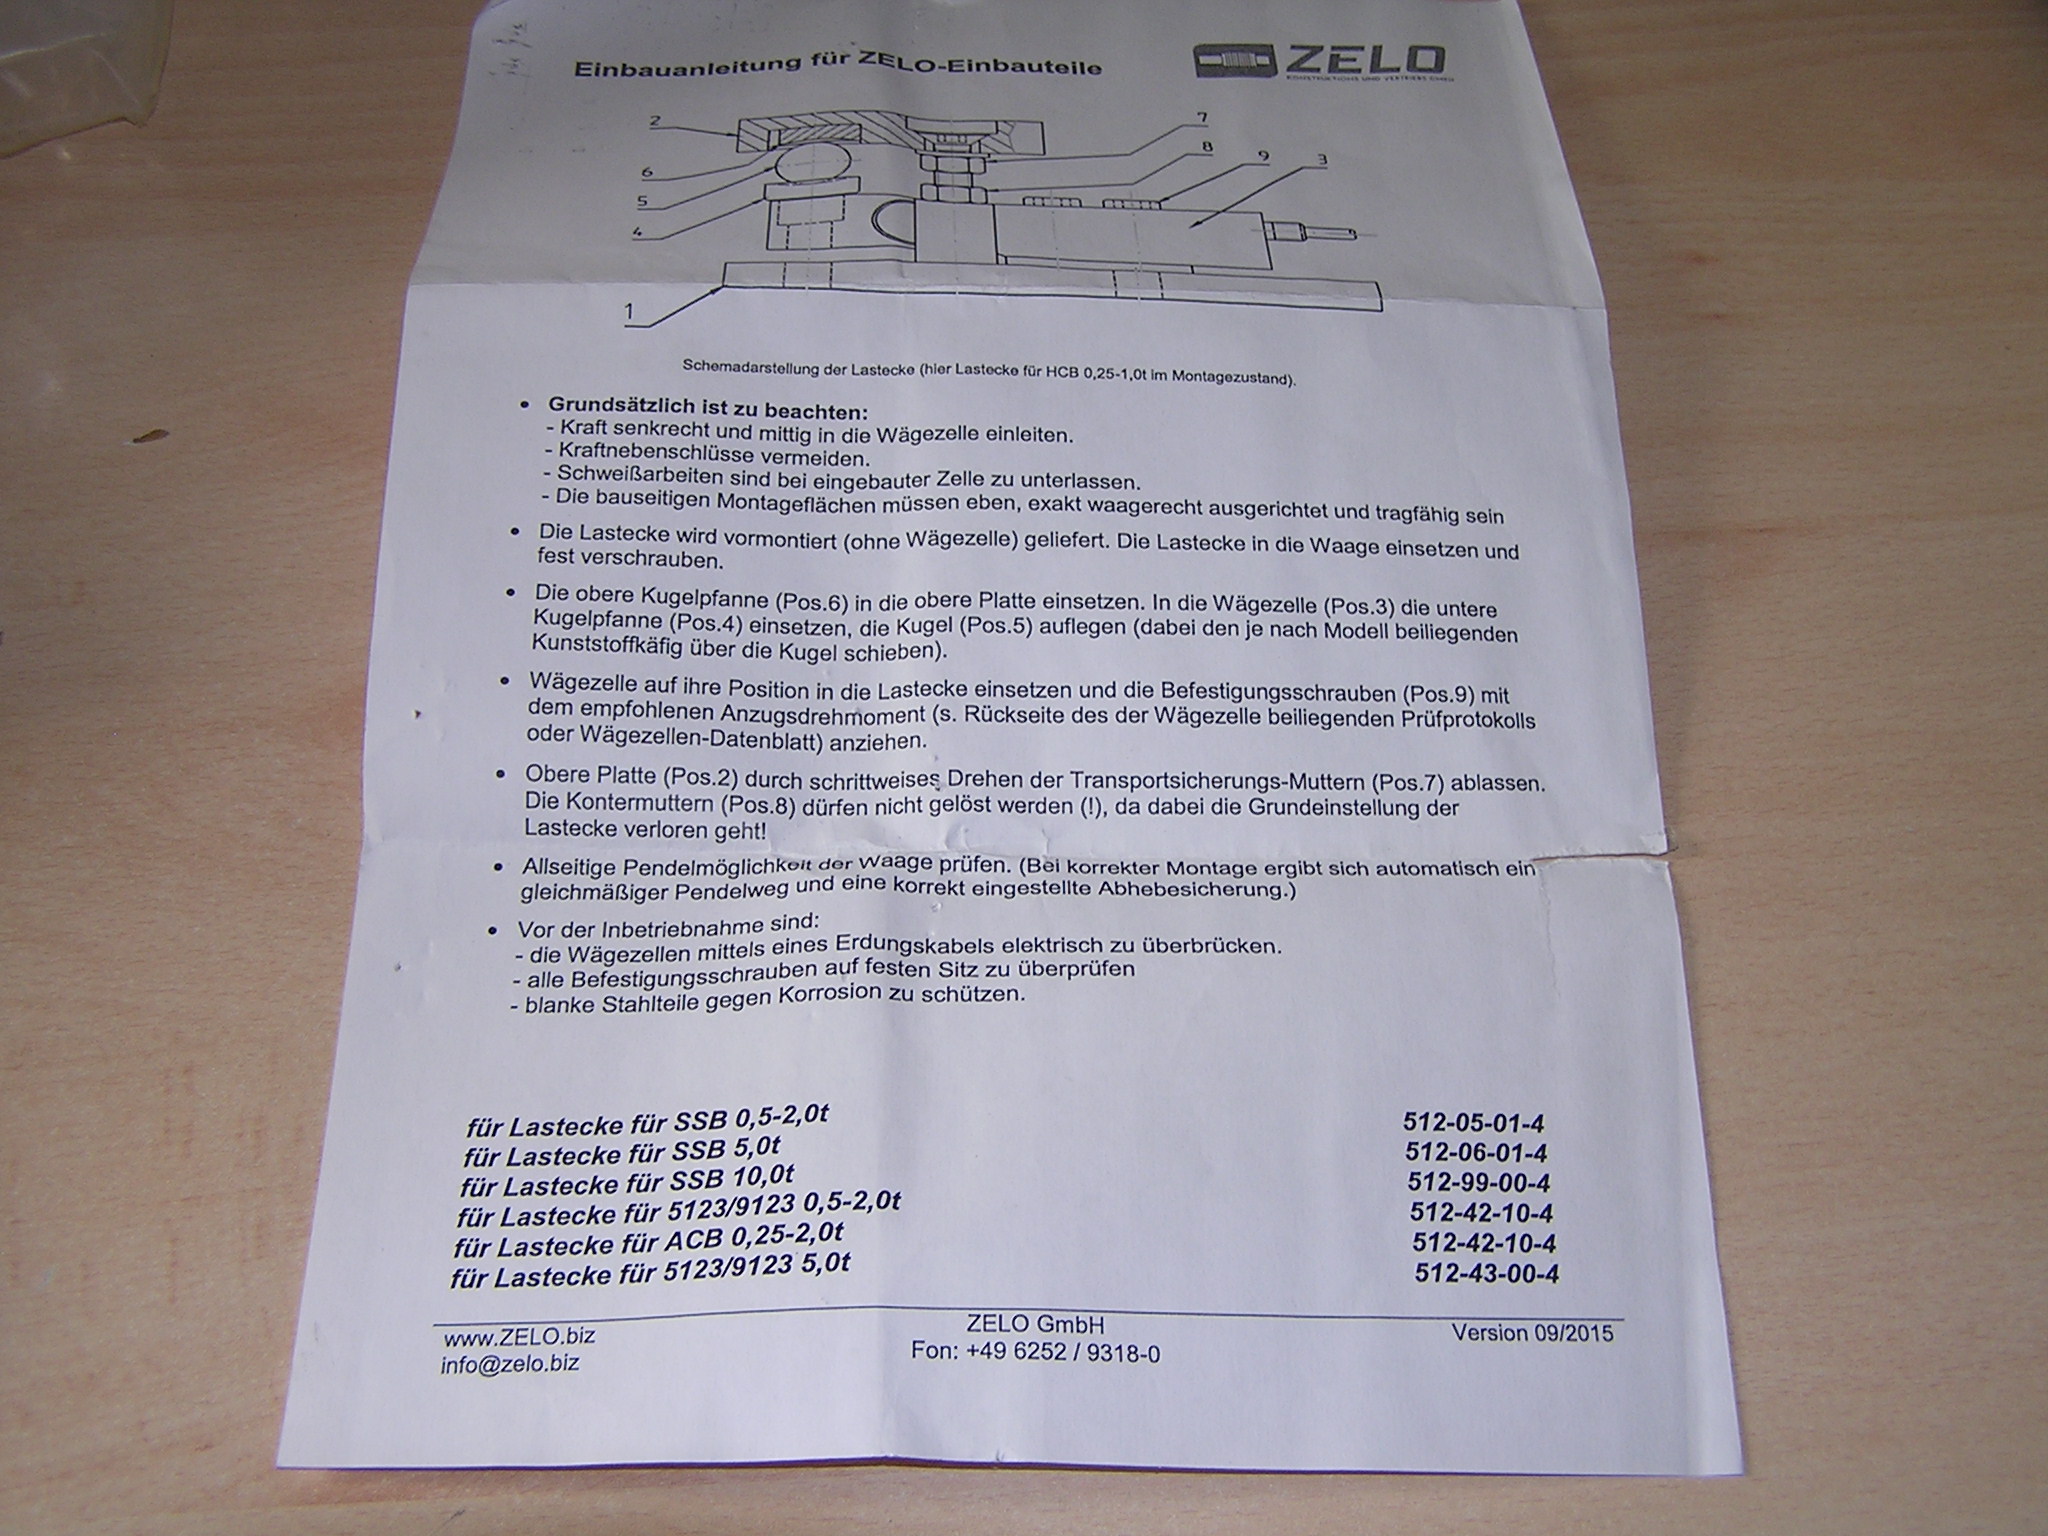 Einbauanleitung für ZELO-Einbauteile
ZELO
KONSTRUKTIONS UND VERTRIEBS GMBH
2
7
8
9
3
6
5
4
1
Schemadarstellung der Lastecke (hier Lastecke für HCB 0,25-1,0t im Montagezustand).
• Grundsätzlich ist zu beachten:
- Kraft senkrecht und mittig in die Wägezelle einleiten.
- Kraftnebenschlüsse vermeiden.
- Schweißarbeiten sind bei eingebauter Zelle zu unterlassen.
- Die bauseitigen Montageflächen müssen eben, exakt waagerecht ausgerichtet und tragfähig sein
• Die Lastecke wird vormontiert (ohne Wägezelle) geliefert. Die Lastecke in die Waage einsetzen und
fest verschrauben.
• Die obere Kugelpfanne (Pos.6) in die obere Platte einsetzen. In die Wägezelle (Pos.3) die untere
Kugelpfanne (Pos.4) einsetzen, die Kugel (Pos.5) auflegen (dabei den je nach Modell beiliegenden
Kunststoffkäfig über die Kugel schieben).
• Wägezelle auf ihre Position in die Lastecke einsetzen und die Befestigungsschrauben (Pos.9) mit
dem empfohlenen Anzugsdrehmoment (s. Rückseite des der Wägezelle beiliegenden Prüfprotokolls
oder Wägezellen-Datenblatt) anziehen.
• Obere Platte (Pos.2) durch schrittweises Drehen der Transportsicherungs-Muttern (Pos.7) ablassen.
Die Kontermuttern (Pos.8) dürfen nicht gelöst werden (!), da dabei die Grundeinstellung der
Lastecke verloren geht!
• Allseitige Pendelmöglichkeit der Waage prüfen. (Bei korrekter Montage ergibt sich automatisch ein
gleichmäßiger Pendelweg und eine korrekt eingestellte Abhebesicherung.)
• Vor der Inbetriebnahme sind:
- die Wägezellen mittels eines Erdungskabels elektrisch zu überbrücken.
- alle Befestigungsschrauben auf festen Sitz zu überprüfen
- blanke Stahlteile gegen Korrosion zu schützen.
für Lastecke für SSB 0,5-2,0t 512-05-01-4
für Lastecke für SSB 5,0t 512-06-01-4
für Lastecke für SSB 10,0t 512-99-00-4
für Lastecke für 5123/9123 0,5-2,0t 512-42-10-4
für Lastecke für ACB 0,25-2,0t 512-42-10-4
für Lastecke für 5123/9123 5,0t 512-43-00-4
www.ZELO.biz ZELO GmbH Version 09/2015
info@zelo.biz Fon: +49 6252 / 9318-0